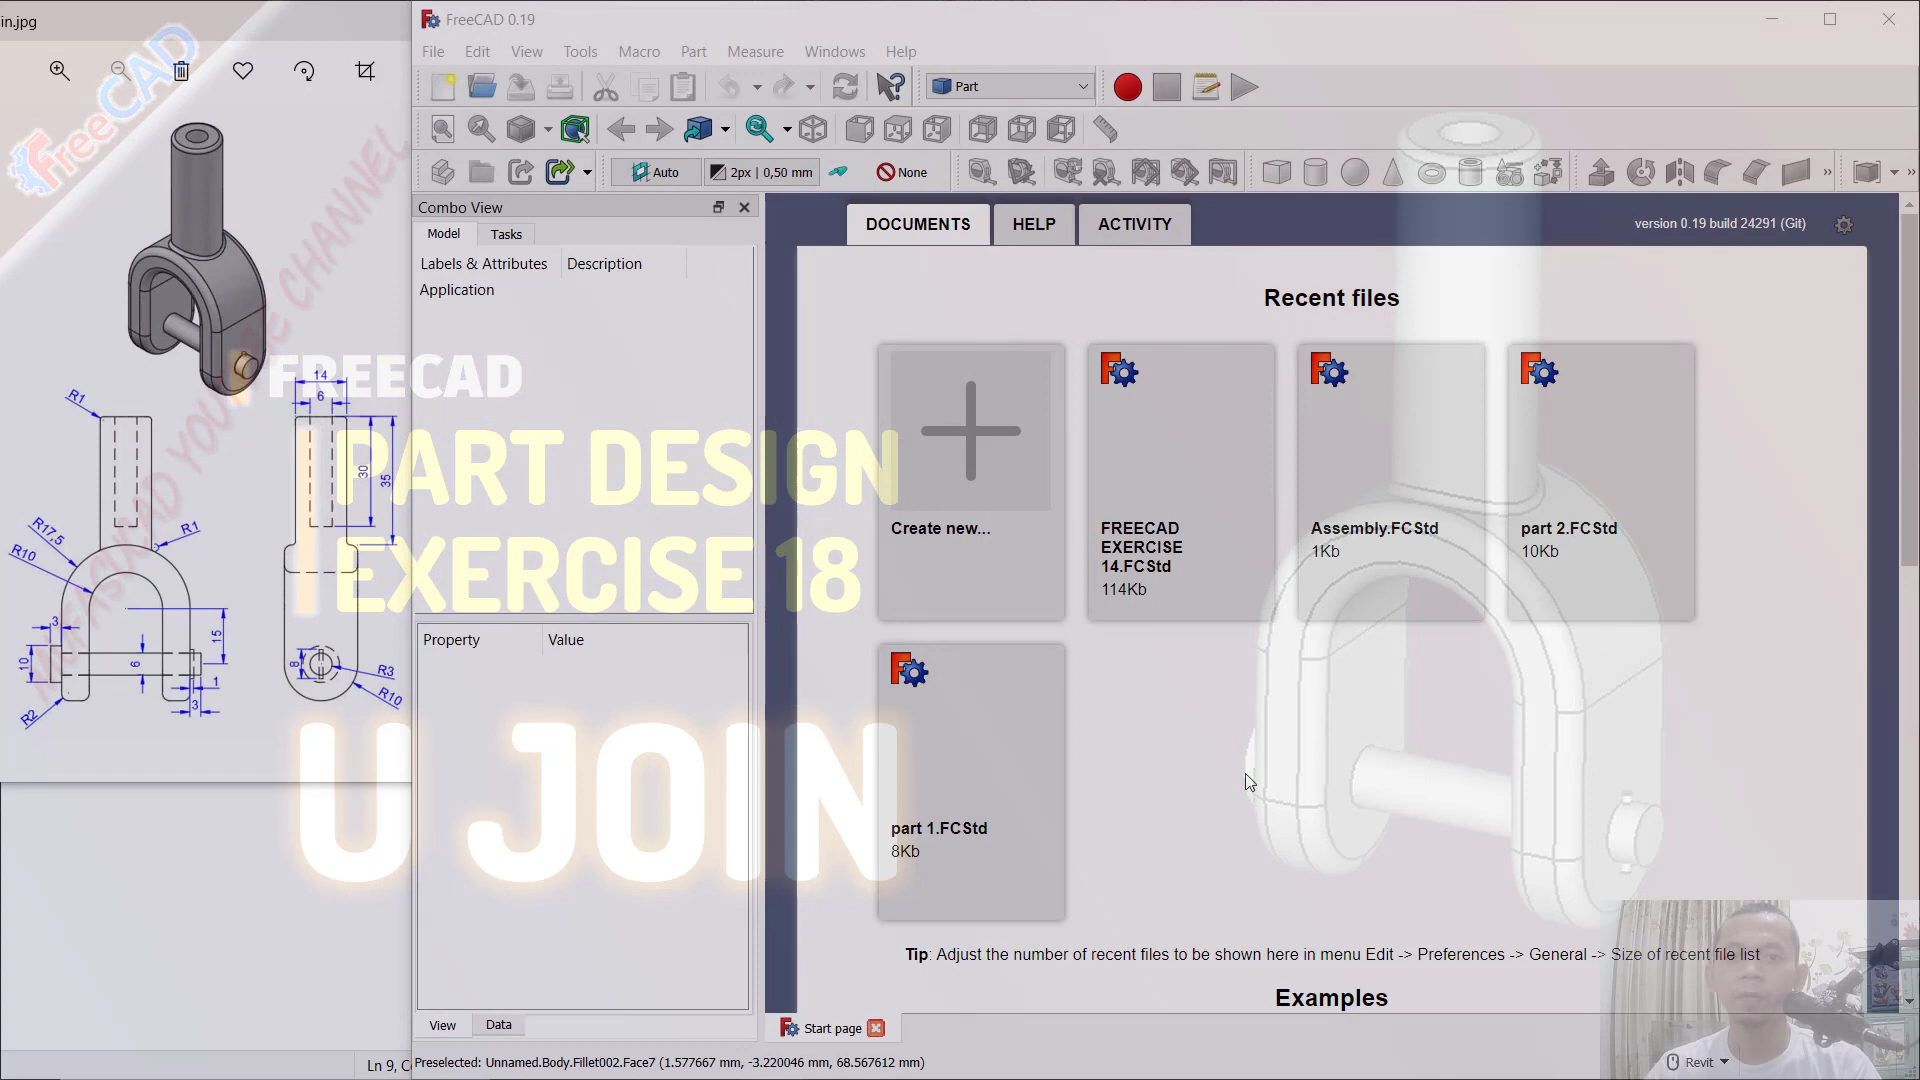 in.jpg
FreeCAD
FreeCAD 0.19
File Edit View Tools Macro Part Measure Windows Help
Part
Auto
2px | 0,50 mm
None
Combo View
Model Tasks
Labels & Attributes Description
Application
DOCUMENTS HELP ACTIVITY
version 0.19 build 24291 (Git)
Recent files
Create new...
FREECAD
EXERCISE
14.FCStd
114Kb
Assembly.FCStd
1Kb
part 2.FCStd
10Kb
part 1.FCStd
8Kb
Tip: Adjust the number of recent files to be shown here in menu Edit -> Preferences -> General -> Size of recent file list
Examples
FREECAD
PART DESIGN
EXERCISE 18
U JOIN
14
6
R1
30
35
R17,5
R1
R10
3
15
10
6
8
R3
1
R10
3
R2
Property Value
View Data
Start page
Ln 9, C
Preselected: Unnamed.Body.Fillet002.Face7 (1.577667 mm, -3.220046 mm, 68.567612 mm)
Revit